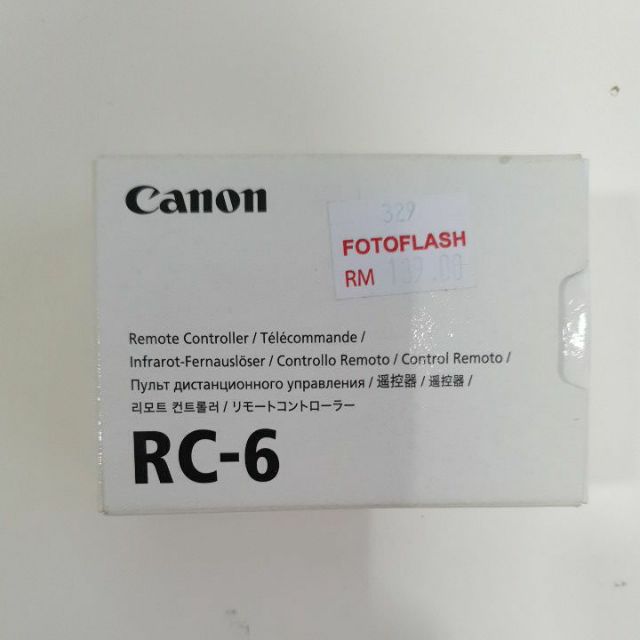 Canon
329
FOTOFLASH
RM 139.00
Remote Controller / Télécommande /
Infrarot-Fernauslöser / Controllo Remoto / Control Remoto /
Пульт дистанционного управления / 遥控器 / 遙控器 /
리모트 컨트롤러 / リモートコントローラー
RC-6